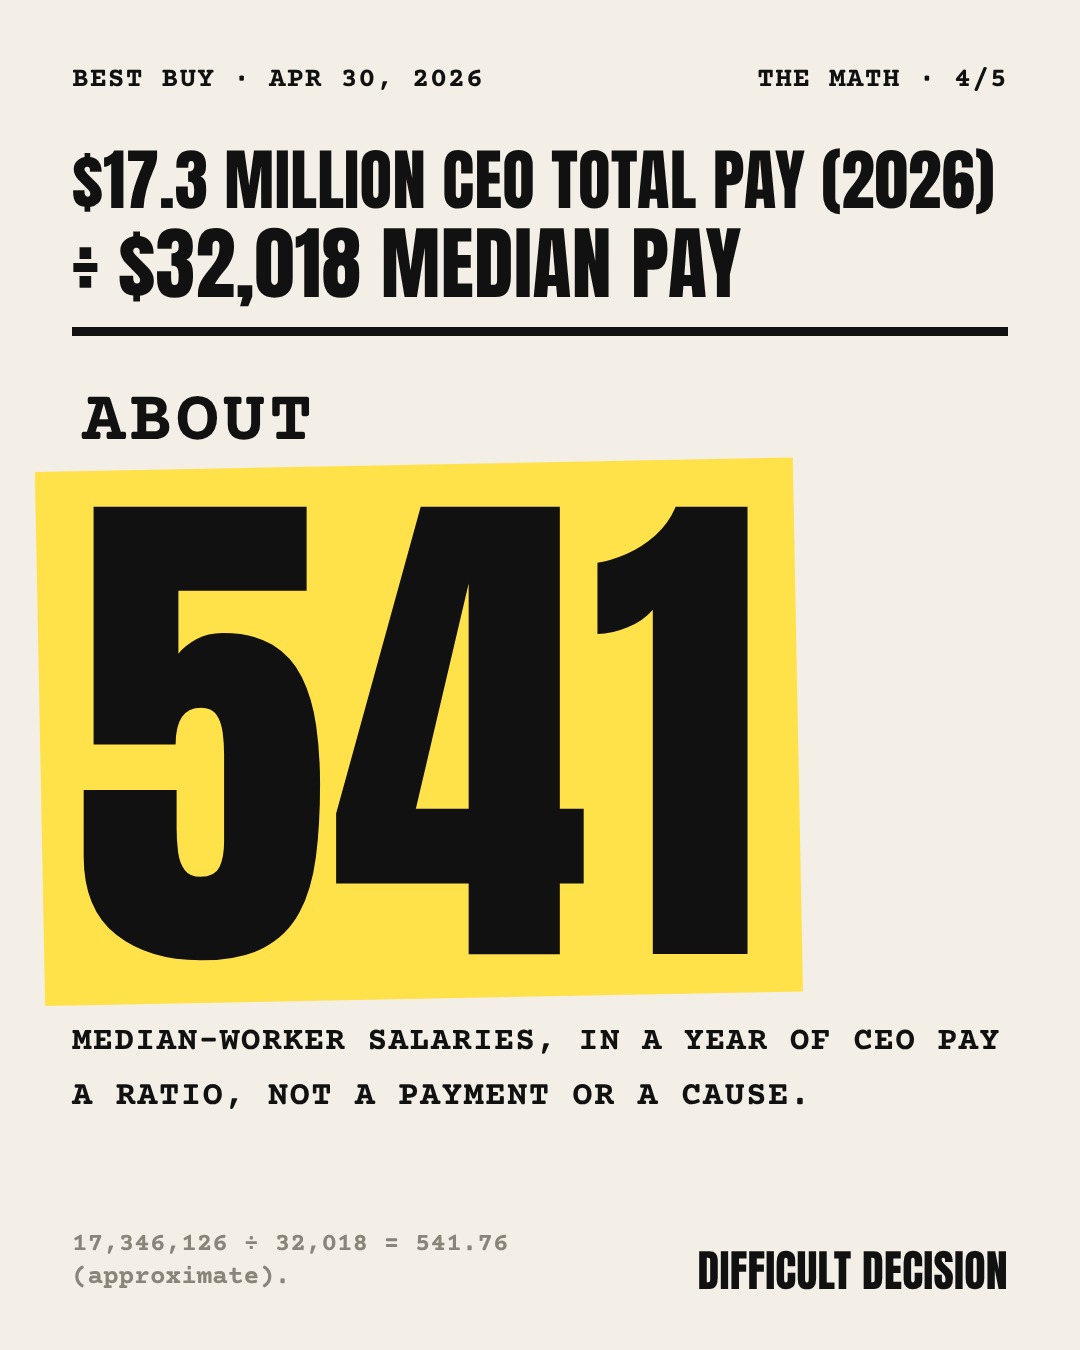 BEST BUY · APR 30, 2026
THE MATH · 4/5
$17.3 MILLION CEO TOTAL PAY (2026)
÷ $32,018 MEDIAN PAY
ABOUT
541
MEDIAN-WORKER SALARIES, IN A YEAR OF CEO PAY
A RATIO, NOT A PAYMENT OR A CAUSE.
17,346,126 ÷ 32,018 = 541.76
(approximate).
DIFFICULT DECISION